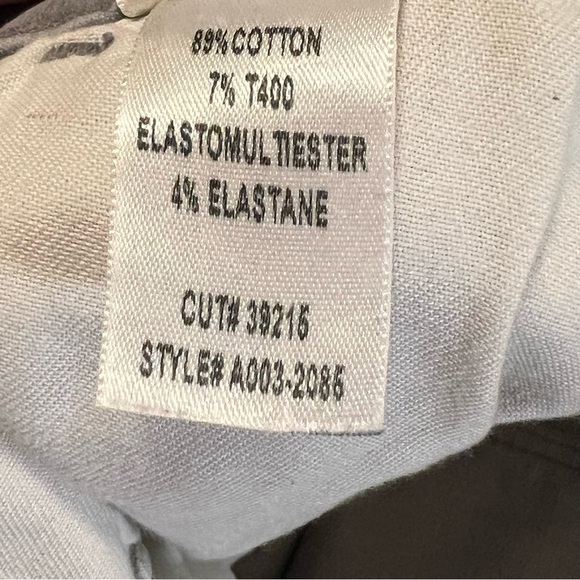 89% COTTON
7% T400
ELASTOMULTIESTER
4% ELASTANE
CUT# 39215
STYLE# A003-2085